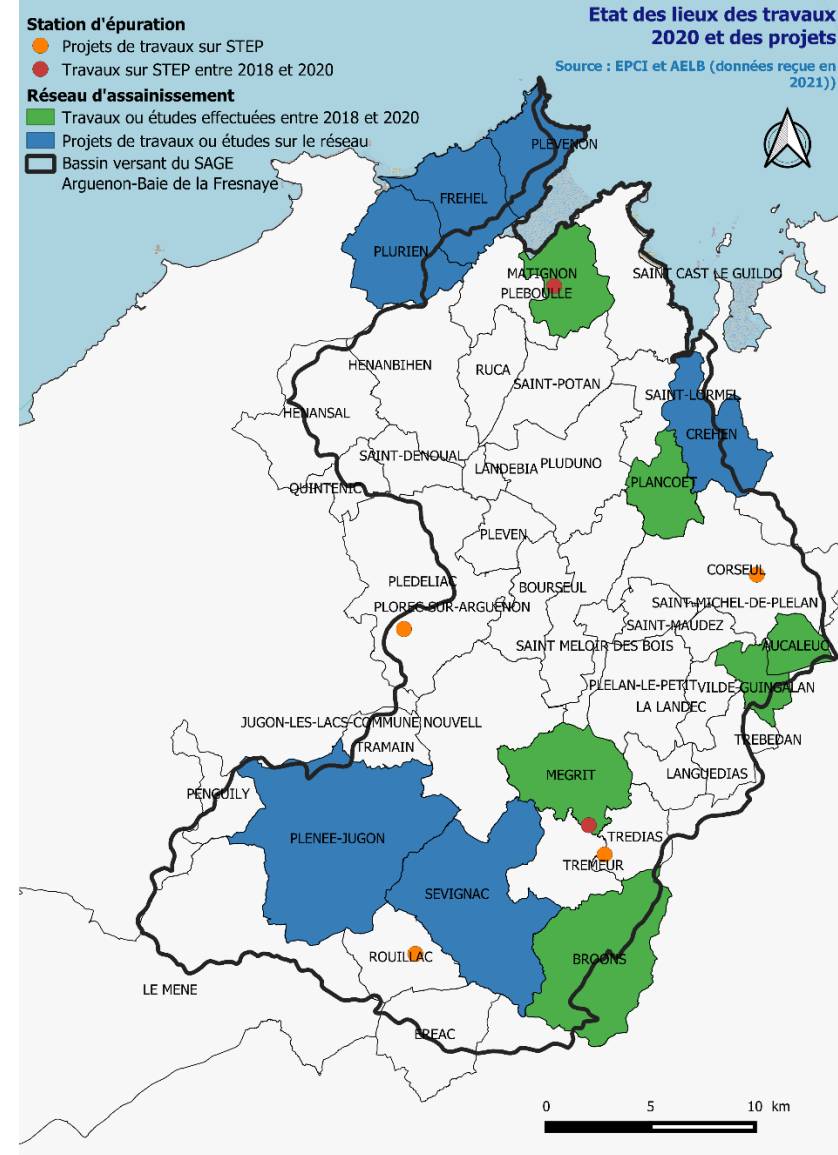 Station d'épuration
Projets de travaux sur STEP
Travaux sur STEP entre 2018 et 2020
Réseau d'assainissement
Travaux ou études effectuées entre 2018 et 2020
Projets de travaux ou études sur le réseau
Bassin versant du SAGE
Arguenon-Baie de la Fresnaye
Etat des lieux des travaux
2020 et des projets
Source : EPCI et AELB (données reçue en
2021))
PLEVENON
FREHEL
PLURIEN
MATIGNON
SAINT CAST LE GUILDO
PLEBOULLE
HENANBIHEN
RUCA
SAINT-POTAN
SAINT-LORMEL
HENANSAL
CREHEN
SAINT-DENOUAL
LANDEBIA
PLUDUNO
QUINTENIC
PLANCOET
PLEVEN
CORSEUL
PLEDELIAC
BOURSEUL
SAINT-MICHEL-DE-PLELAN
PLOREC-SUR-ARGUENON
SAINT-MAUDEZ
SAINT MELOIR DES BOIS
AUCALEUC
PLELAN-LE-PETIT
VILDE-GUINGALAN
LA LANDEC
JUGON-LES-LACS-COMMUNE NOUVELL
TREBEDAN
TRAMAIN
MEGRIT
LANGUEDIAS
PENGUILY
PLENEE-JUGON
TREDIAS
TREMEUR
SEVIGNAC
ROUILLAC
BROONS
LE MENE
EREAC
0 5 10 km